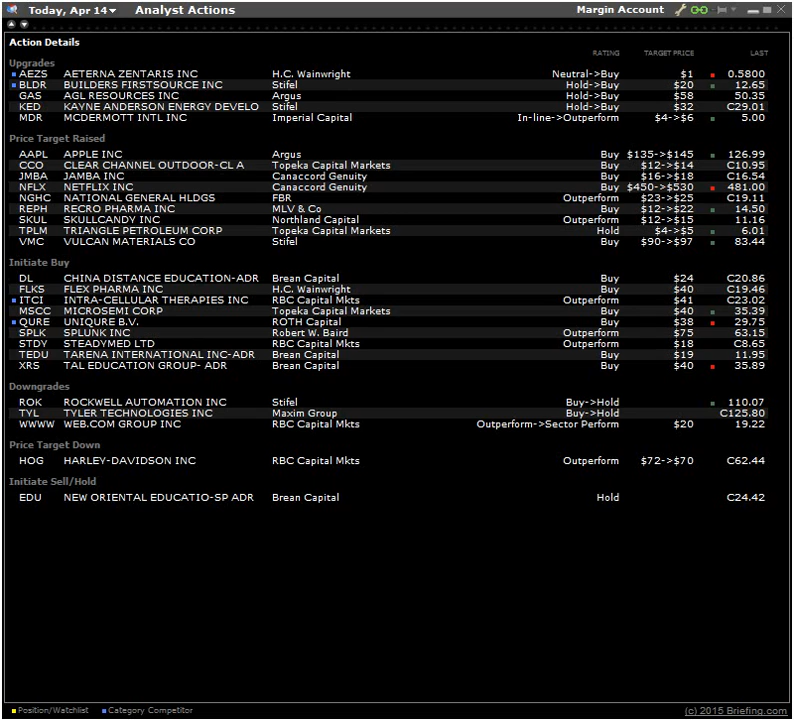 Today, Apr 14 Analyst Actions Margin Account
Action Details
RATING TARGET PRICE LAST
Upgrades
AEZS AETERNA ZENTARIS INC H.C. Wainwright Neutral->Buy $1 0.5800
BLDR BUILDERS FIRSTSOURCE INC Stifel Hold->Buy $20 12.65
GAS AGL RESOURCES INC Argus Hold->Buy $58 50.35
KED KAYNE ANDERSON ENERGY DEVELO Stifel Hold->Buy $32 C29.01
MDR MCDERMOTT INTL INC Imperial Capital In-line->Outperform $4->$6 5.00
Price Target Raised
AAPL APPLE INC Argus Buy $135->$145 126.99
CCO CLEAR CHANNEL OUTDOOR-CL A Topeka Capital Markets Buy $12->$14 C10.95
JMBA JAMBA INC Canaccord Genuity Buy $16->$18 C16.54
NFLX NETFLIX INC Canaccord Genuity Buy $450->$530 481.00
NGHC NATIONAL GENERAL HLDGS FBR Outperform $23->$25 C19.11
REPH RECRO PHARMA INC MLV & Co Buy $12->$22 14.50
SKUL SKULLCANDY INC Northland Capital Outperform $12->$15 11.16
TPLM TRIANGLE PETROLEUM CORP Topeka Capital Markets Hold $4->$5 6.01
VMC VULCAN MATERIALS CO Stifel Buy $90->$97 83.44
Initiate Buy
DL CHINA DISTANCE EDUCATION-ADR Brean Capital Buy $24 C20.86
FLKS FLEX PHARMA INC H.C. Wainwright Buy $40 C19.46
ITCI INTRA-CELLULAR THERAPIES INC RBC Capital Mkts Outperform $41 C23.02
MSCC MICROSEMI CORP Topeka Capital Markets Buy $40 35.39
QURE UNIQURE B.V. ROTH Capital Buy $38 29.75
SPLK SPLUNK INC Robert W. Baird Outperform $75 63.15
STDY STEADYMED LTD RBC Capital Mkts Outperform $18 C8.65
TEDU TARENA INTERNATIONAL INC-ADR Brean Capital Buy $19 11.95
XRS TAL EDUCATION GROUP- ADR Brean Capital Buy $40 35.89
Downgrades
ROK ROCKWELL AUTOMATION INC Stifel Buy->Hold 110.07
TYL TYLER TECHNOLOGIES INC Maxim Group Buy->Hold C125.80
WWWW WEB.COM GROUP INC RBC Capital Mkts Outperform->Sector Perform $20 19.22
Price Target Down
HOG HARLEY-DAVIDSON INC RBC Capital Mkts Outperform $72->$70 C62.44
Initiate Sell/Hold
EDU NEW ORIENTAL EDUCATIO-SP ADR Brean Capital Hold C24.42
Position/Watchlist Category Competitor (c) 2015 Briefing.com